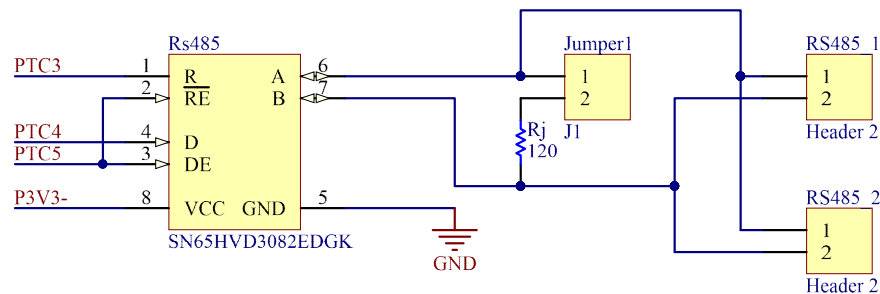 Rs485
PTC3 1 R A 6
2 RE B 7
PTC4 4 D
PTC5 3 DE
P3V3- 8 VCC GND 5
SN65HVD3082EDGK
GND
Jumper1
1
2
J1
Rj
120
RS485_1
1
2
Header 2
RS485_2
1
2
Header 2